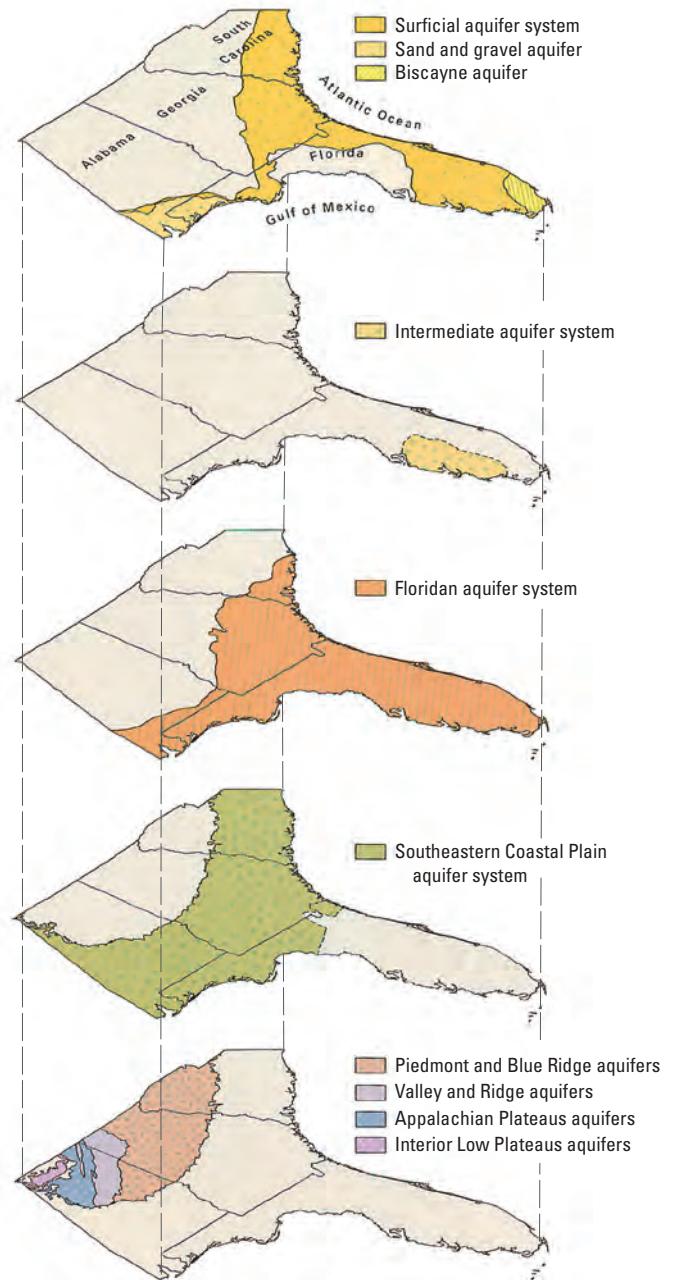 Surficial aquifer system
Sand and gravel aquifer
Biscayne aquifer
South
Carolina
Georgia
Alabama
Atlantic Ocean
Florida
Gulf of Mexico
Intermediate aquifer system
Floridan aquifer system
Southeastern Coastal Plain
aquifer system
Piedmont and Blue Ridge aquifers
Valley and Ridge aquifers
Appalachian Plateaus aquifers
Interior Low Plateaus aquifers